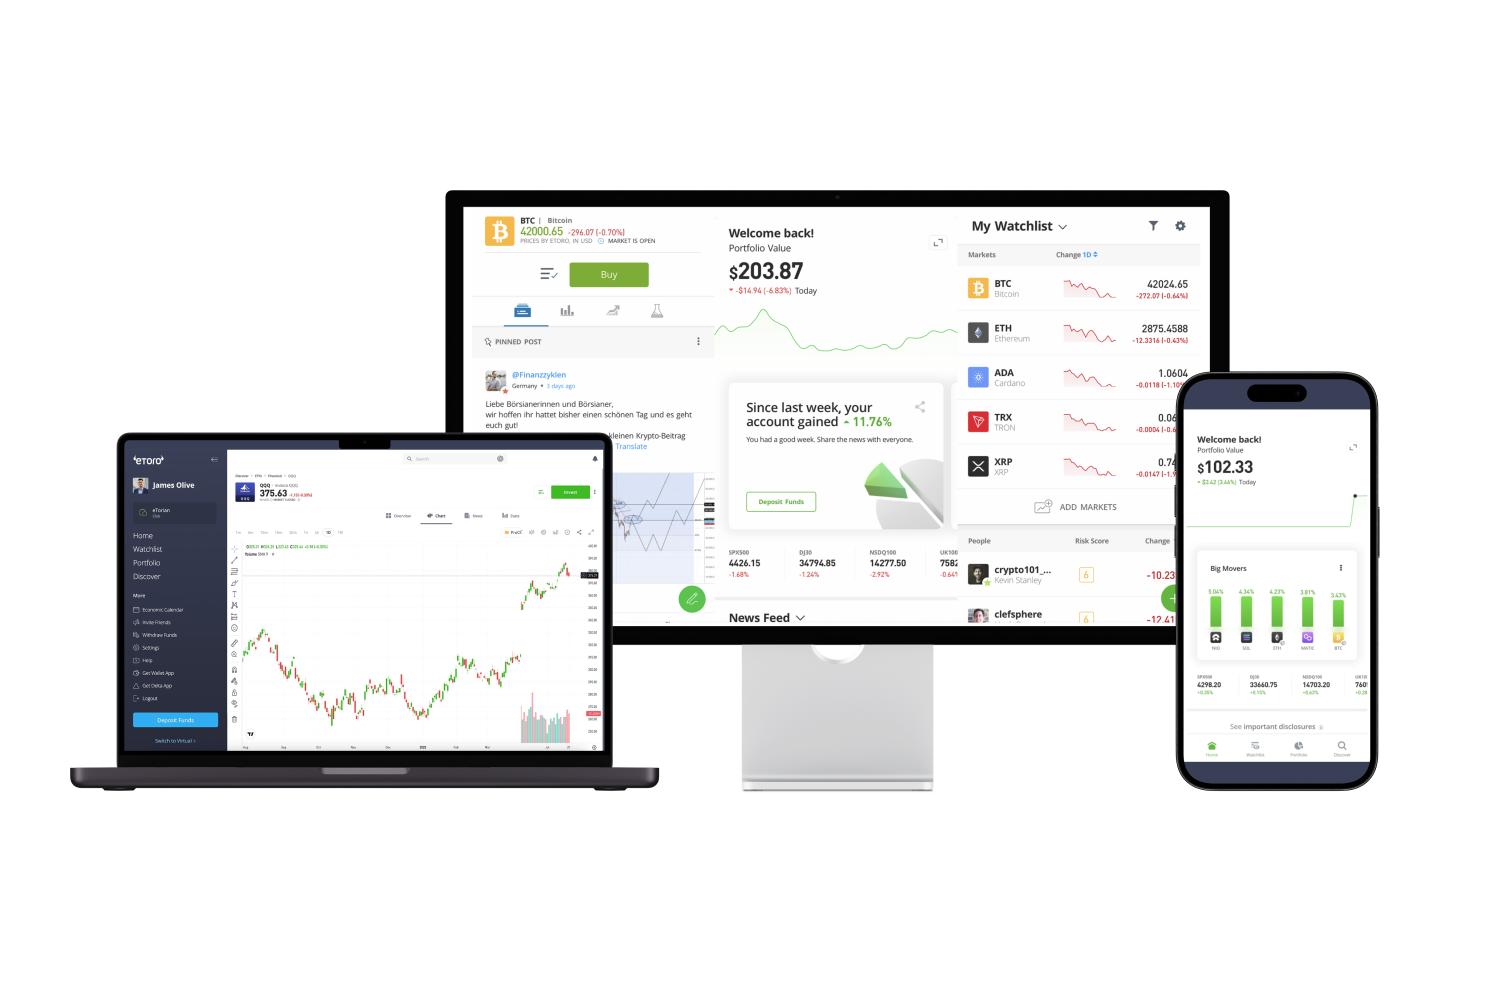 BTC | Bitcoin
42000.65 -296.07 (-0.70%)
PRICES BY ETORO, IN USD MARKET IS OPEN
Buy
PINNED POST
@Finanzzyklen
Germany • 3 days ago
Liebe Börsianerinnen und Börsianer,
wir hoffen ihr hattet bisher einen schönen Tag und es geht
euch gut!
kleinen Krypto-Beitrag
Translate
Welcome back!
Portfolio Value
$203.87
-$14.94 (-6.83%) Today
Since last week, your
account gained 11.76%
You had a good week. Share the news with everyone.
Deposit Funds
SPX500 DJ30 NSDQ100 UK100
4426.15 34794.85 14277.50 7582
-1.68% -1.24% -2.92% -0.64%
News Feed
My Watchlist
Markets Change 1D
BTC 42024.65
Bitcoin -272.07 (-0.64%)
ETH 2875.4588
Ethereum -12.3316 (-0.43%)
ADA 1.0604
Cardano -0.0118 (-1.10%
TRX 0.06
TRON -0.0004 (-0.6
XRP 0.74
XRP -0.0147 (-1.9
ADD MARKETS
People Risk Score Change
crypto101_... 6 -10.23
Kevin Stanley
clefsphere 6 -12.41
eTORO
James Olive
eTorian
Club
Home
Watchlist
Portfolio
Discover
More
Economic Calendar
Invite Friends
Withdraw Funds
Settings
Help
Get Wallet App
Get Delta App
Logout
Deposit Funds
Switch to Virtual
Search
QQQ
QQQ
375.63
Invest
Overview Chart News Stats
Welcome back!
Portfolio Value
$102.33
$3.42 (3.46%) Today
Big Movers
5.04% 4.34% 4.23% 3.81% 3.43%
NIO SOL ETH MATIC BTC
SPX500 DJ30 NSDQ100 UK10
4298.20 33660.75 14703.20 760
+0.35% +0.15% +0.63% +0.28
See important disclosures
Home Watchlist Portfolio Discover